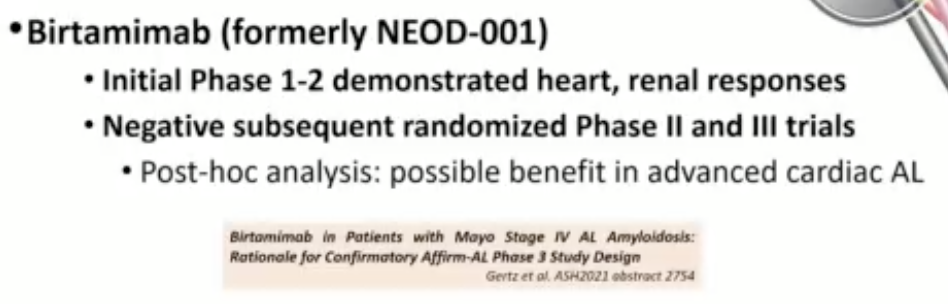 •Birtamimab (formerly NEOD-001)
• Initial Phase 1-2 demonstrated heart, renal responses
• Negative subsequent randomized Phase II and III trials
• Post-hoc analysis: possible benefit in advanced cardiac AL
Birtamimab in Patients with Mayo Stage IV AL Amyloidosis:
Rationale for Confirmatory Affirm-AL Phase 3 Study Design
Gertz et al. ASH2021 abstract 2754